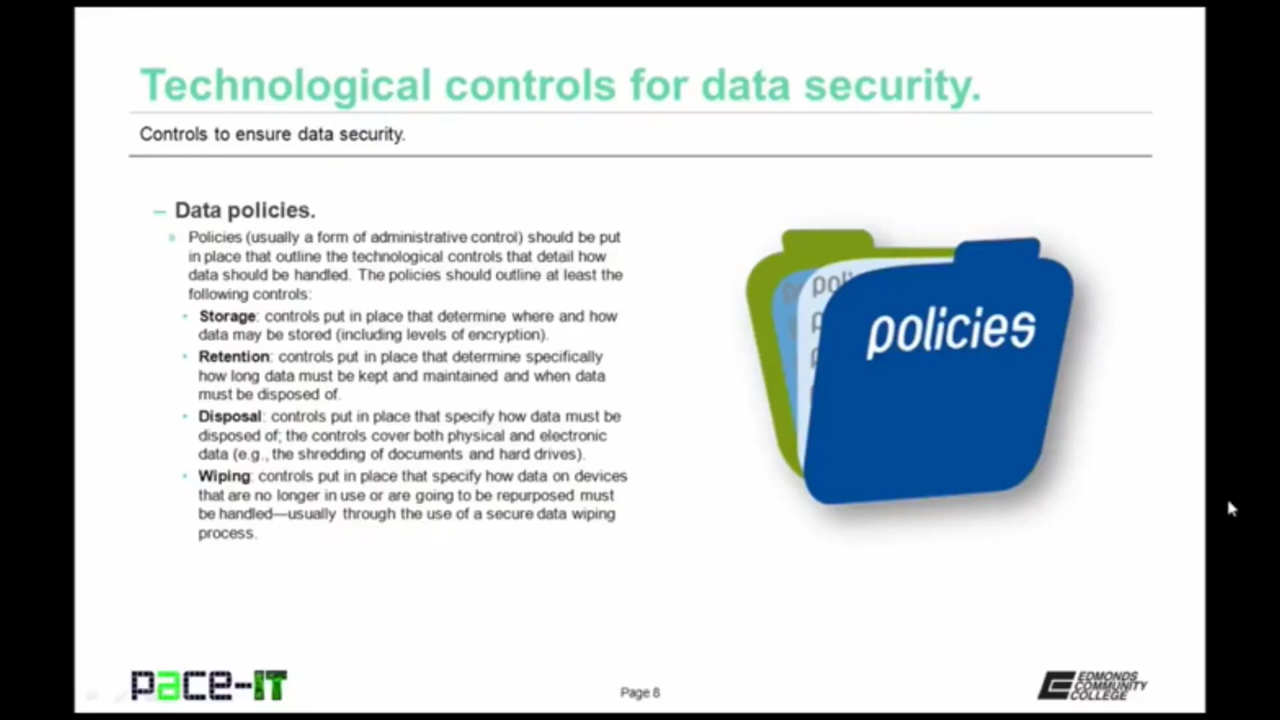 Technological controls for data security.
Controls to ensure data security.
– Data policies.
» Policies (usually a form of administrative control) should be put
in place that outline the technological controls that detail how
data should be handled. The policies should outline at least the
following controls:
• Storage: controls put in place that determine where and how
data may be stored (including levels of encryption).
• Retention: controls put in place that determine specifically
how long data must be kept and maintained and when data
must be disposed of.
• Disposal: controls put in place that specify how data must be
disposed of; the controls cover both physical and electronic
data (e.g., the shredding of documents and hard drives).
• Wiping: controls put in place that specify how data on devices
that are no longer in use or are going to be repurposed must
be handled—usually through the use of a secure data wiping
process.
poli
policies
pace-IT
Page 8
EDMONDS
COMMUNITY
COLLEGE